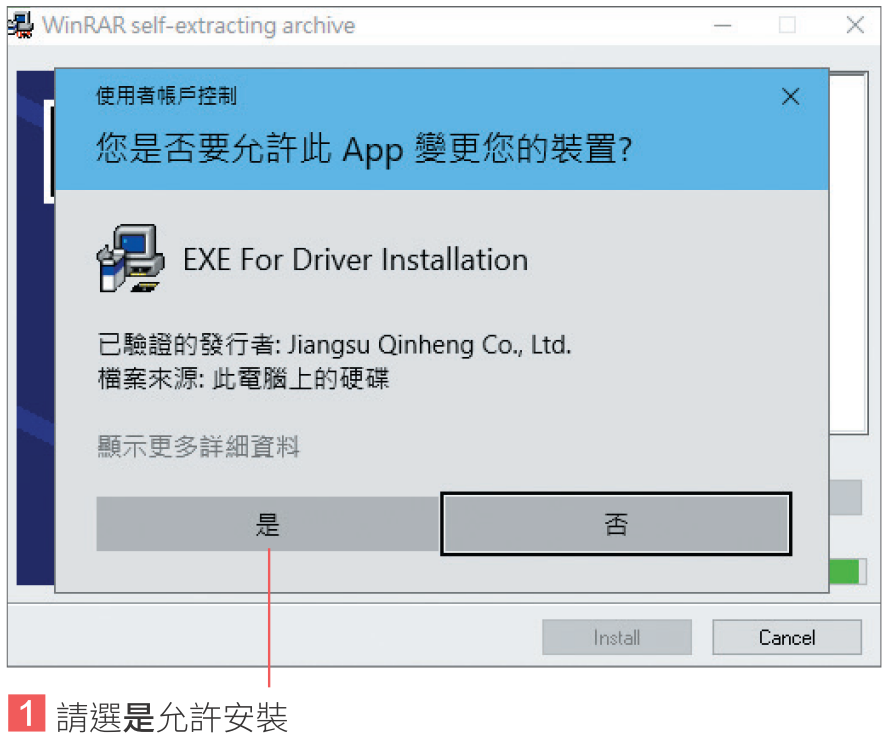 WinRAR self-extracting archive
使用者帳戶控制
您是否要允許此 App 變更您的裝置?
EXE For Driver Installation
已驗證的發行者: Jiangsu Qinheng Co., Ltd.
檔案來源: 此電腦上的硬碟
顯示更多詳細資料
是
否
Install
Cancel
1 請選是允許安裝